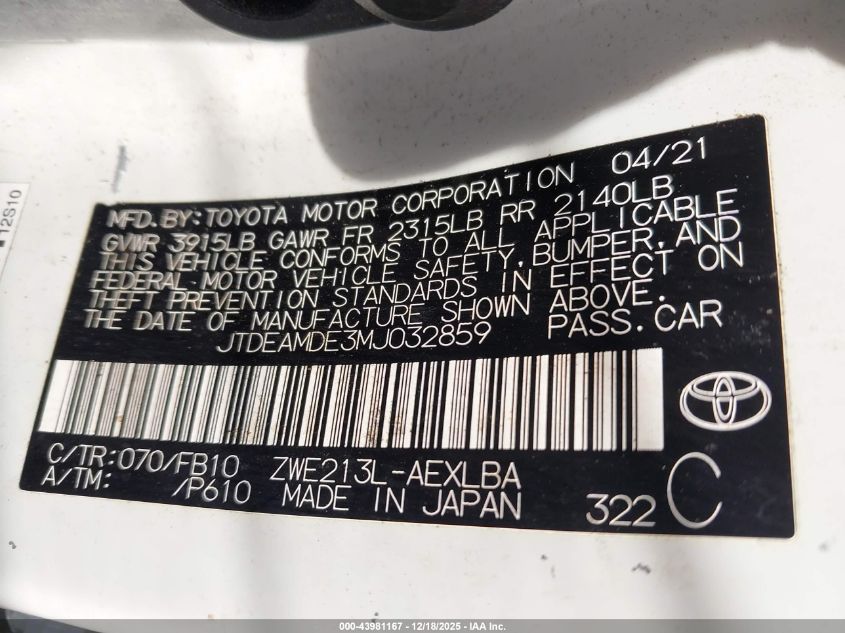 12S10
MFD.BY:TOYOTA MOTOR CORPORATION 04/21
GVWR 3915LB GAWR FR 2315LB RR 2140LB
THIS VEHICLE CONFORMS TO ALL APPLICABLE
FEDERAL MOTOR VEHICLE SAFETY,BUMPER,AND
THEFT PREVENTION STANDARDS IN EFFECT ON
THE DATE OF MANUFACTURE SHOWN ABOVE.
JTDEAMDE3MJ032859 PASS.CAR
C/TR:070/FB10 ZWE213L-AEXLBA
A/TM: /P610 MADE IN JAPAN 322 C
000-43981167 - 12/18/2025 - IAA Inc.